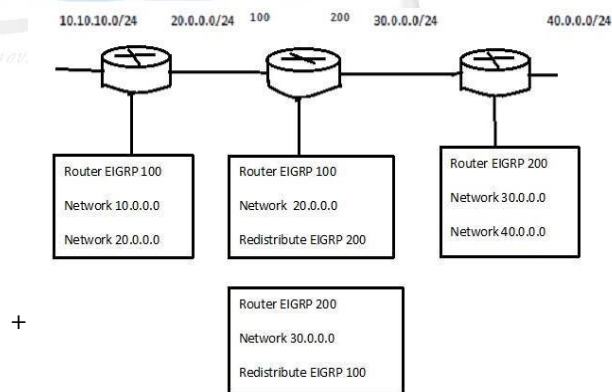 10.10.10.0/24 20.0.0.0/24 100 200 30.0.0.0/24 40.0.0.0/24
Router EIGRP 100
Network 10.0.0.0
Network 20.0.0.0
Router EIGRP 100
Network 20.0.0.0
Redistribute EIGRP 200
Router EIGRP 200
Network 30.0.0.0
Network 40.0.0.0
+
Router EIGRP 200
Network 30.0.0.0
Redistribute EIGRP 100